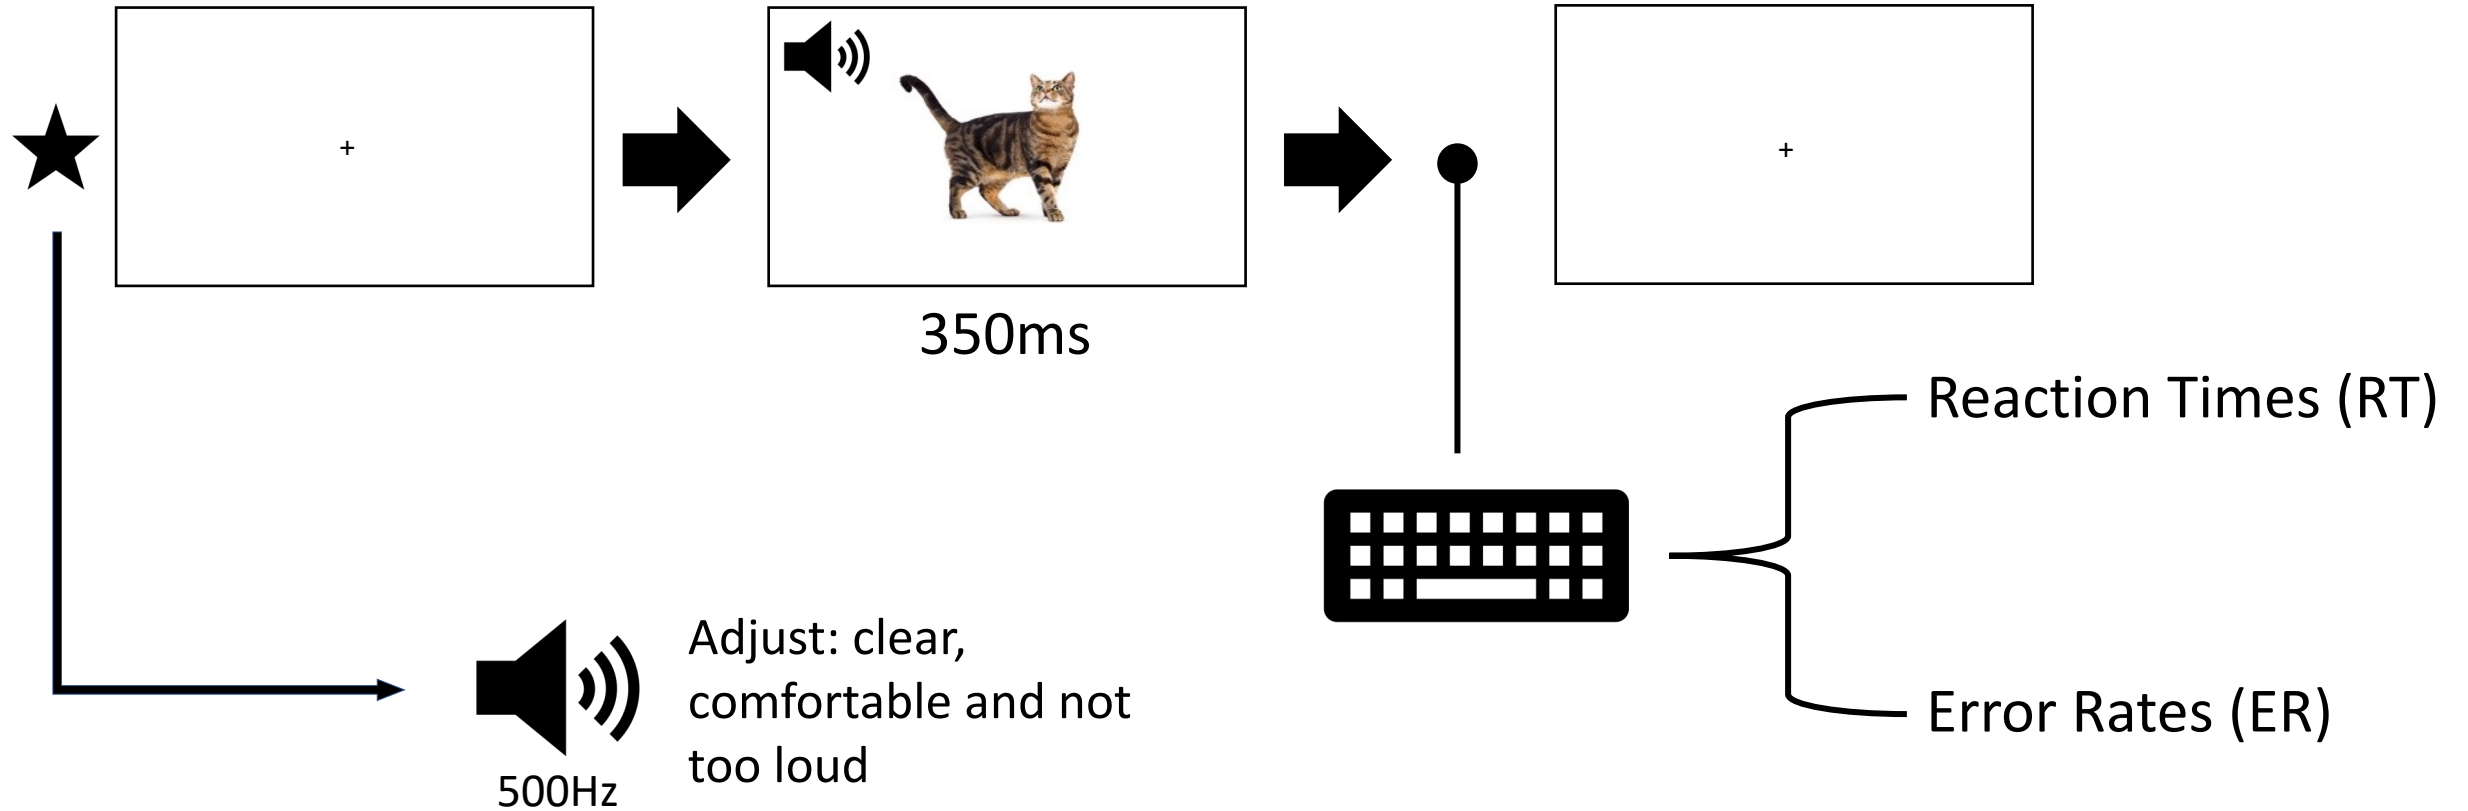 +
+
350ms
Reaction Times (RT)
Adjust: clear,
comfortable and not
too loud
500Hz
Error Rates (ER)